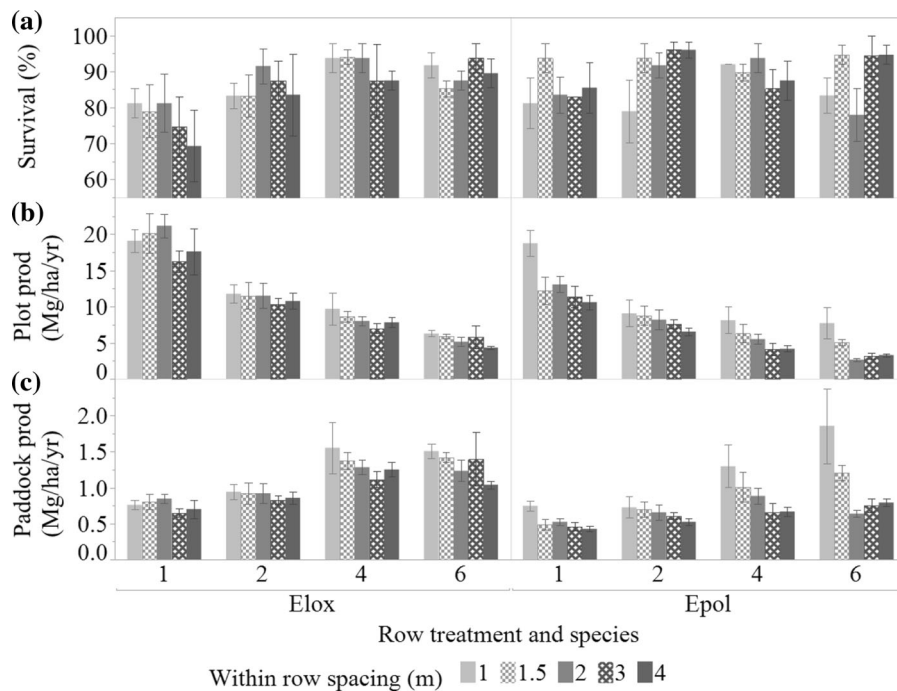 (a)
Survival (%)
100
90
80
70
60
(b)
Plot prod
(Mg/ha/yr)
20
15
10
5
0
(c)
Paddock prod
(Mg/ha/yr)
2.0
1.5
1.0
0.5
0.0
1 2 4 6 1 2 4 6
Elox Epol
Row treatment and species
Within row spacing (m) 1 1.5 2 3 4